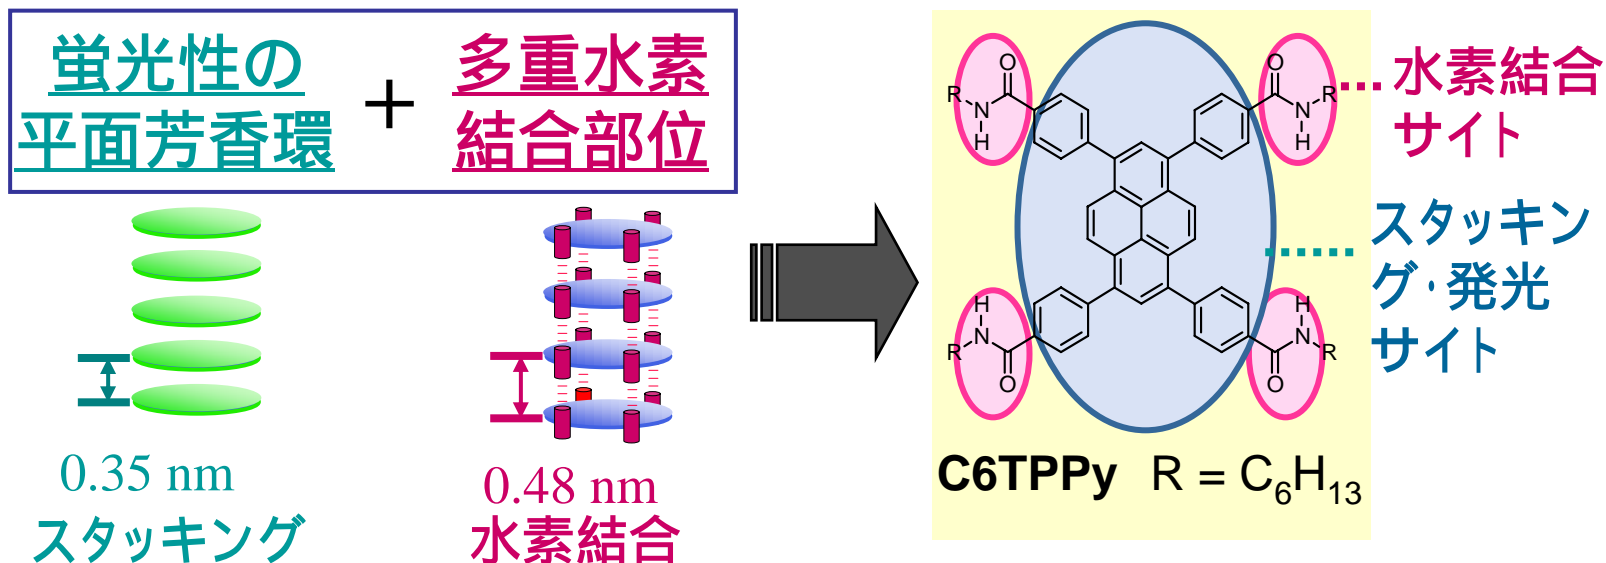 蛍光性の
平面芳香環
+
多重水素
結合部位
0.35 nm
スタッキング
0.48 nm
水素結合
O
R
N
H
O
N
R
H
H
R
N
O
H
N
R
O
C6TPPy R = C6H13
水素結合
サイト
スタッキン
グ・発光
サイト